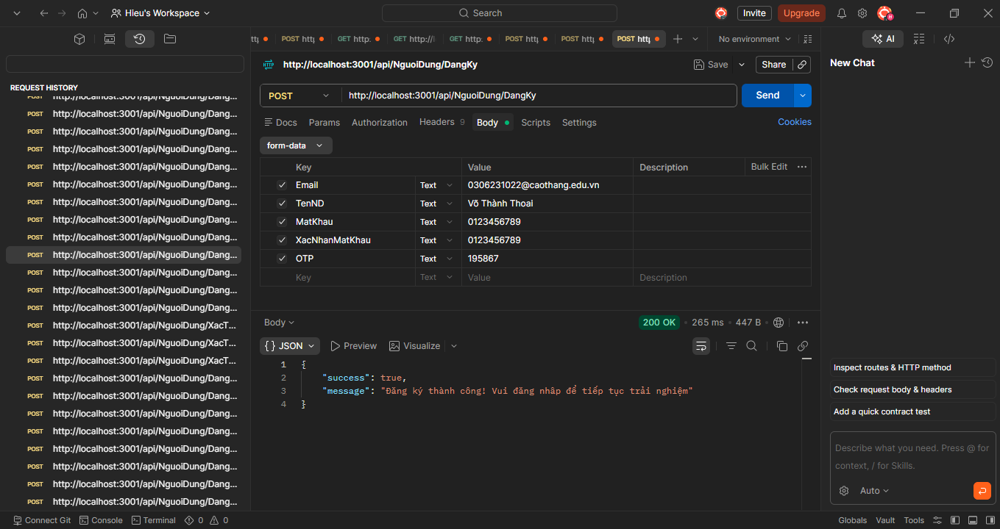 Hieu's Workspace
Search
Invite
Upgrade
POST
GET
GET http://
GET
POST
POST
POST
No environment
AI
http://localhost:3001/api/NguoiDung/DangKy
Save
Share
New Chat
REQUEST HISTORY
POST http://localhost:3001/api/NguoiDung/Dang...
POST http://localhost:3001/api/NguoiDung/Dang...
POST http://localhost:3001/api/NguoiDung/Dang...
POST http://localhost:3001/api/NguoiDung/Dang...
POST http://localhost:3001/api/NguoiDung/Dang...
POST http://localhost:3001/api/NguoiDung/Dang...
POST http://localhost:3001/api/NguoiDung/Dang...
POST http://localhost:3001/api/NguoiDung/Dang...
POST http://localhost:3001/api/NguoiDung/Dang...
POST http://localhost:3001/api/NguoiDung/Dang...
POST http://localhost:3001/api/NguoiDung/Dang...
POST http://localhost:3001/api/NguoiDung/Dang...
POST http://localhost:3001/api/NguoiDung/Dang...
POST http://localhost:3001/api/NguoiDung/XacT...
POST http://localhost:3001/api/NguoiDung/XacT...
POST http://localhost:3001/api/NguoiDung/XacT...
POST http://localhost:3001/api/NguoiDung/Dang...
POST http://localhost:3001/api/NguoiDung/Dang...
POST http://localhost:3001/api/NguoiDung/Dang...
POST http://localhost:3001/api/NguoiDung/Dang...
POST http://localhost:3001/api/NguoiDung/Dang...
POST http://localhost:3001/api/NguoiDung/Dang...
POST http://localhost:3001/api/NguoiDung/Dang...
POST http://localhost:3001/api/NguoiDung/Dang...
POST http://localhost:3001/api/NguoiDung/DangKy
Send
Docs Params Authorization Headers 9 Body Scripts Settings Cookies
form-data
Key Value Description Bulk Edit
Email Text 0306231022@caothang.edu.vn
TenND Text Võ Thành Thoai
MatKhau Text 0123456789
XacNhanMatKhau Text 0123456789
OTP Text 195867
Key Text Value Description
Body 200 OK 265 ms 447 B
{} JSON Preview Visualize
1 {
2 "success": true,
3 "message": "Đăng ký thành công! Vui đăng nhâp để tiếp tục trải nghiệm"
4 }
Inspect routes & HTTP method
Check request body & headers
Add a quick contract test
Describe what you need. Press @ for
context, / for Skills.
Auto
Connect Git Console Terminal 0 0
Globals Vault Tools